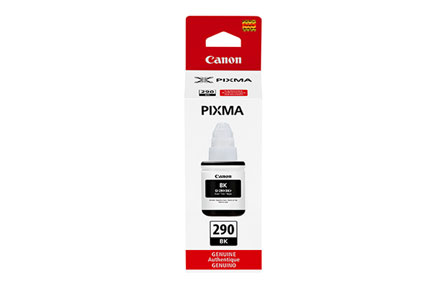 Canon
PIXMA
290
PIXMA
Canon
BK
290
BK
GENUINE
Authentique
GENUINO